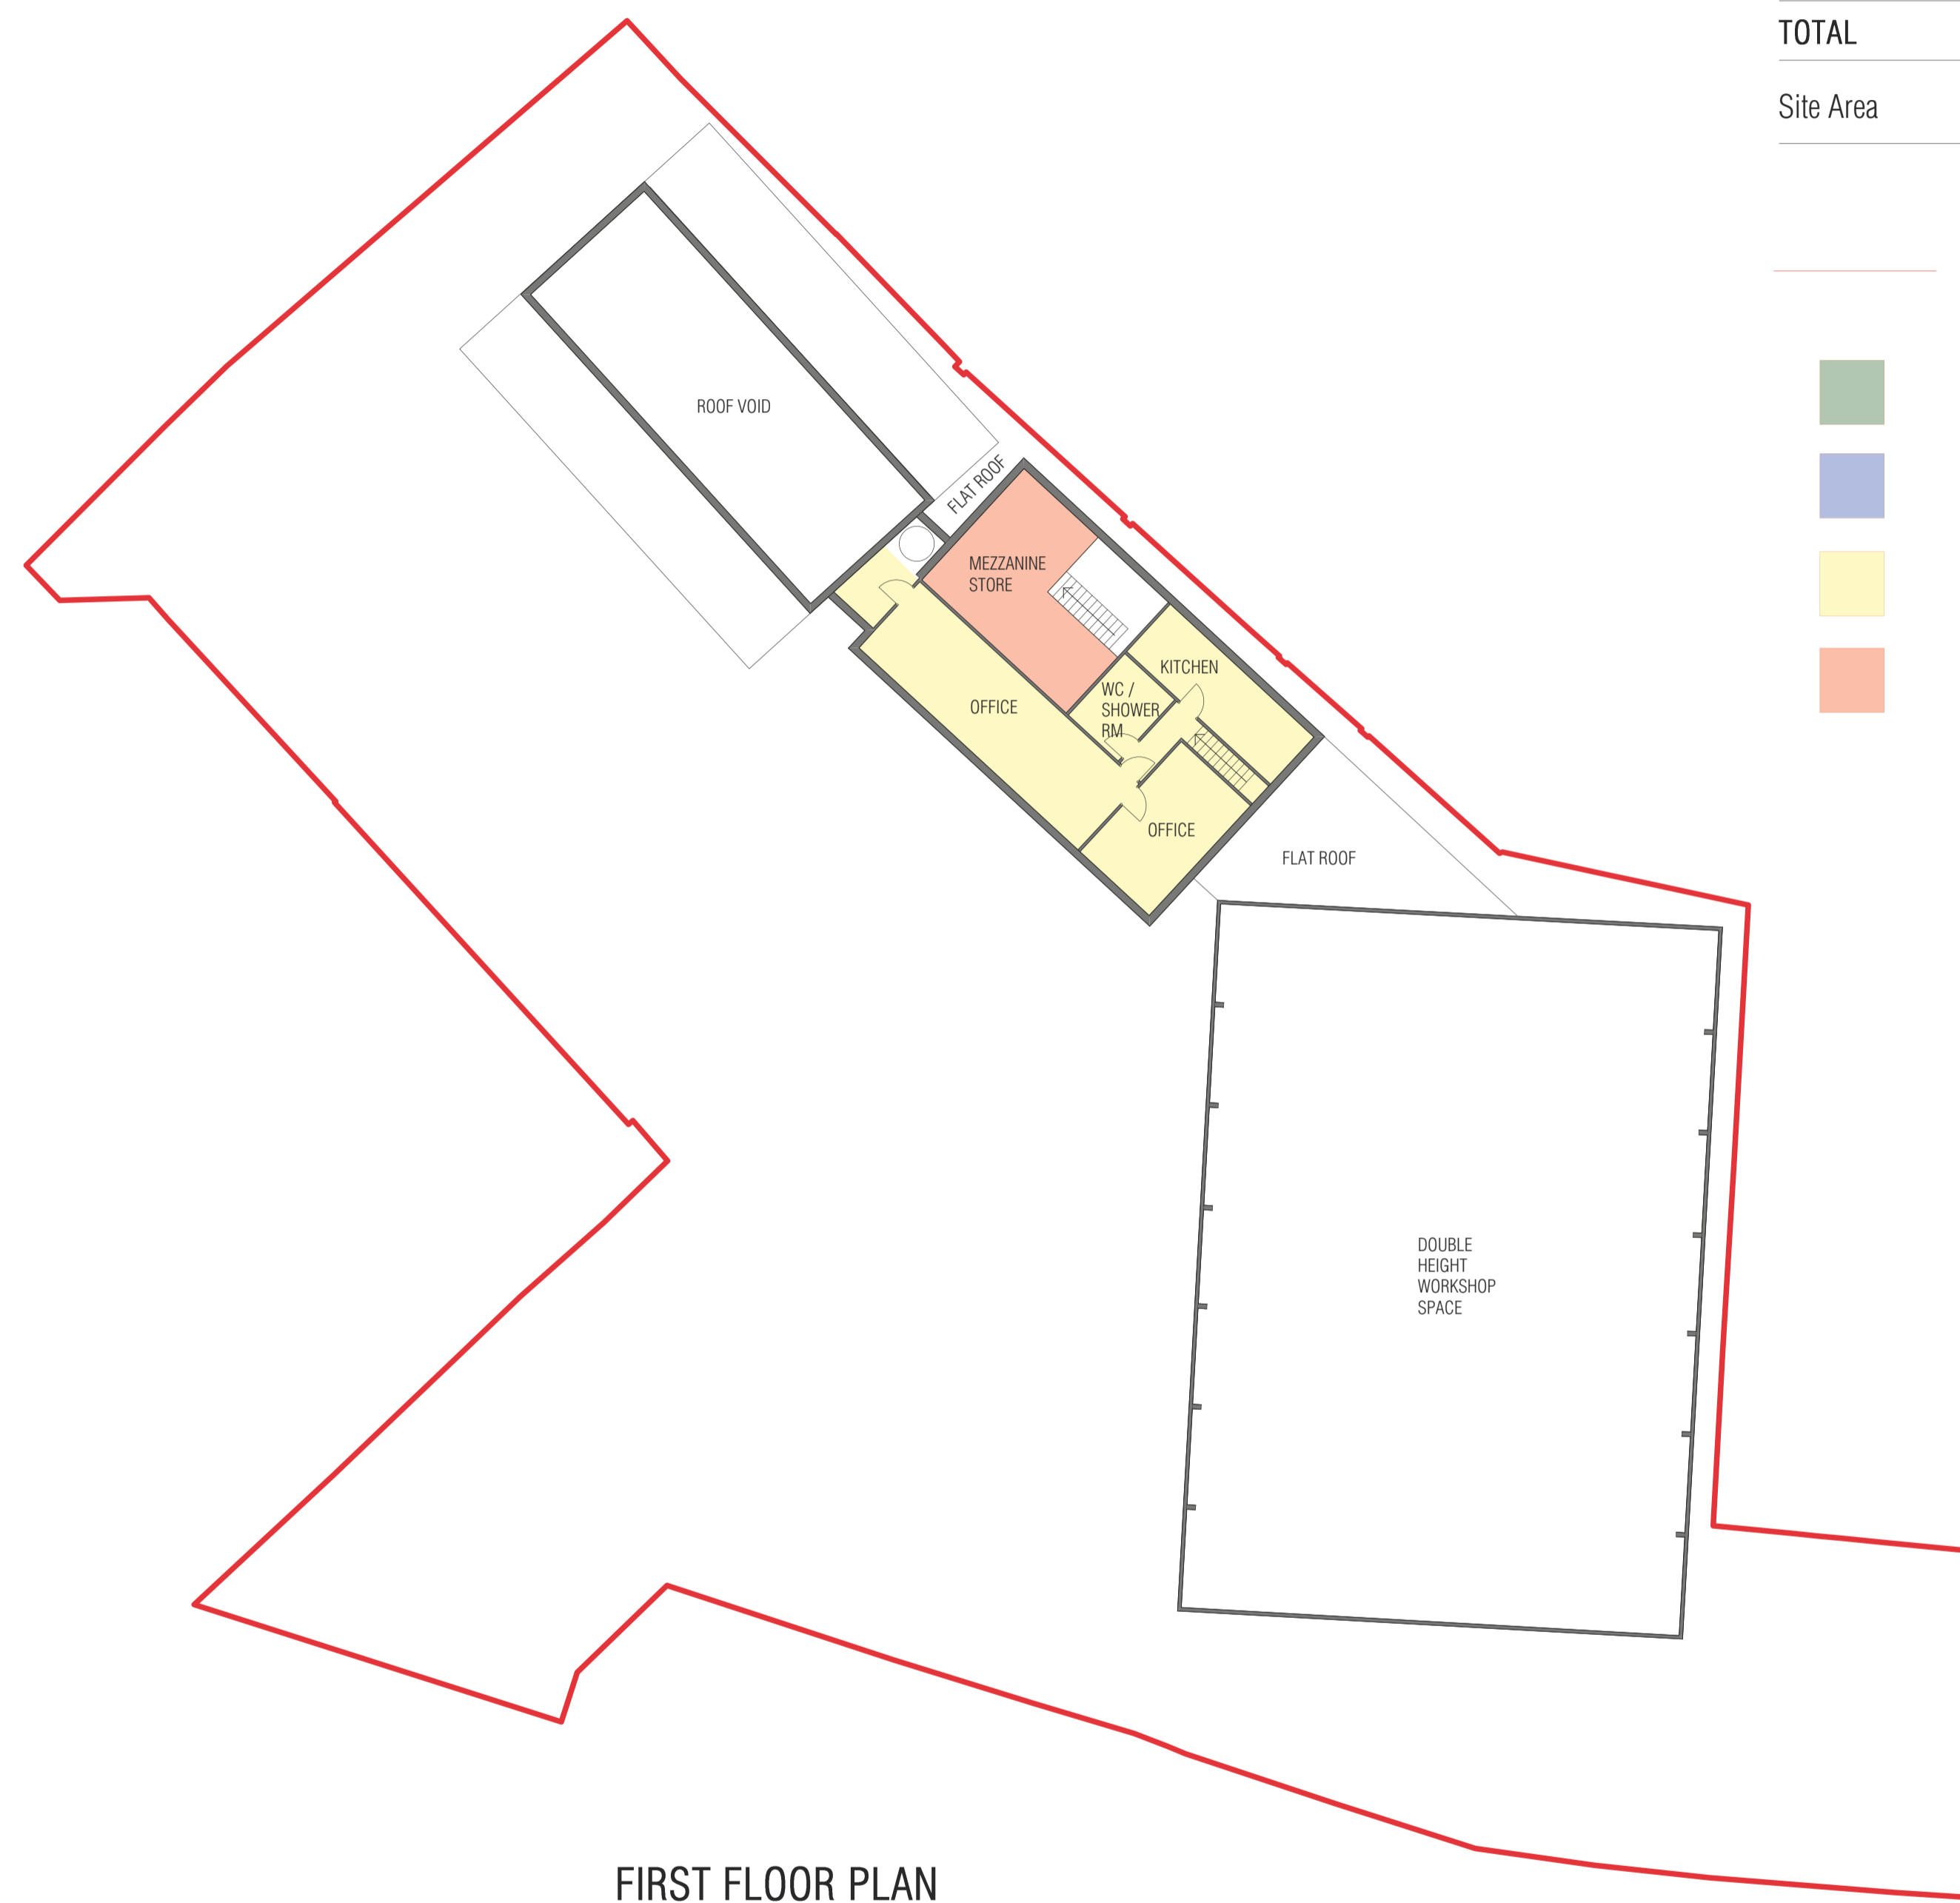 TOTAL
Site Area
ROOF VOID
FLAT ROOF
MEZZANINE
STORE
KITCHEN
WC /
SHOWER
RM
OFFICE
OFFICE
FLAT ROOF
DOUBLE
HEIGHT
WORKSHOP
SPACE
FIRST FLOOR PLAN